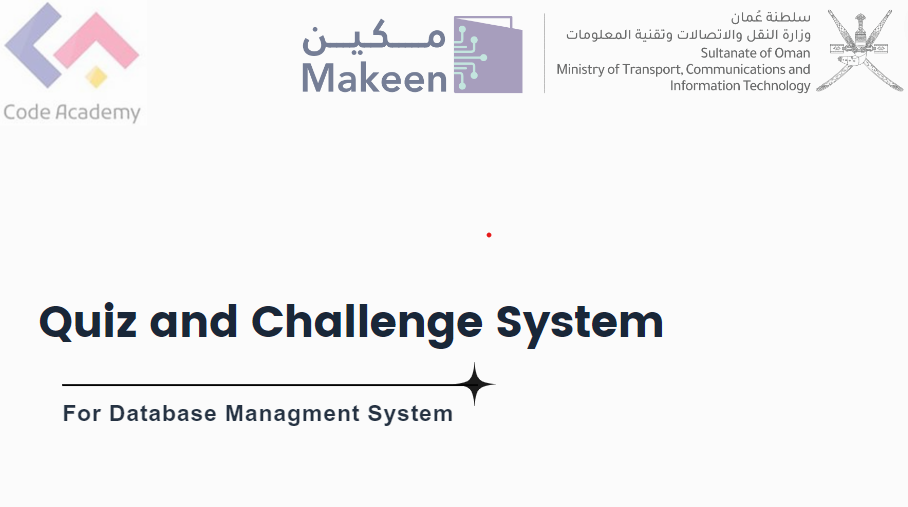 Code Academy
مكين
Makeen
سلطنة عُمان
وزارة النقل والاتصالات وتقنية المعلومات
Sultanate of Oman
Ministry of Transport, Communications and
Information Technology
Quiz and Challenge System
For Database Managment System